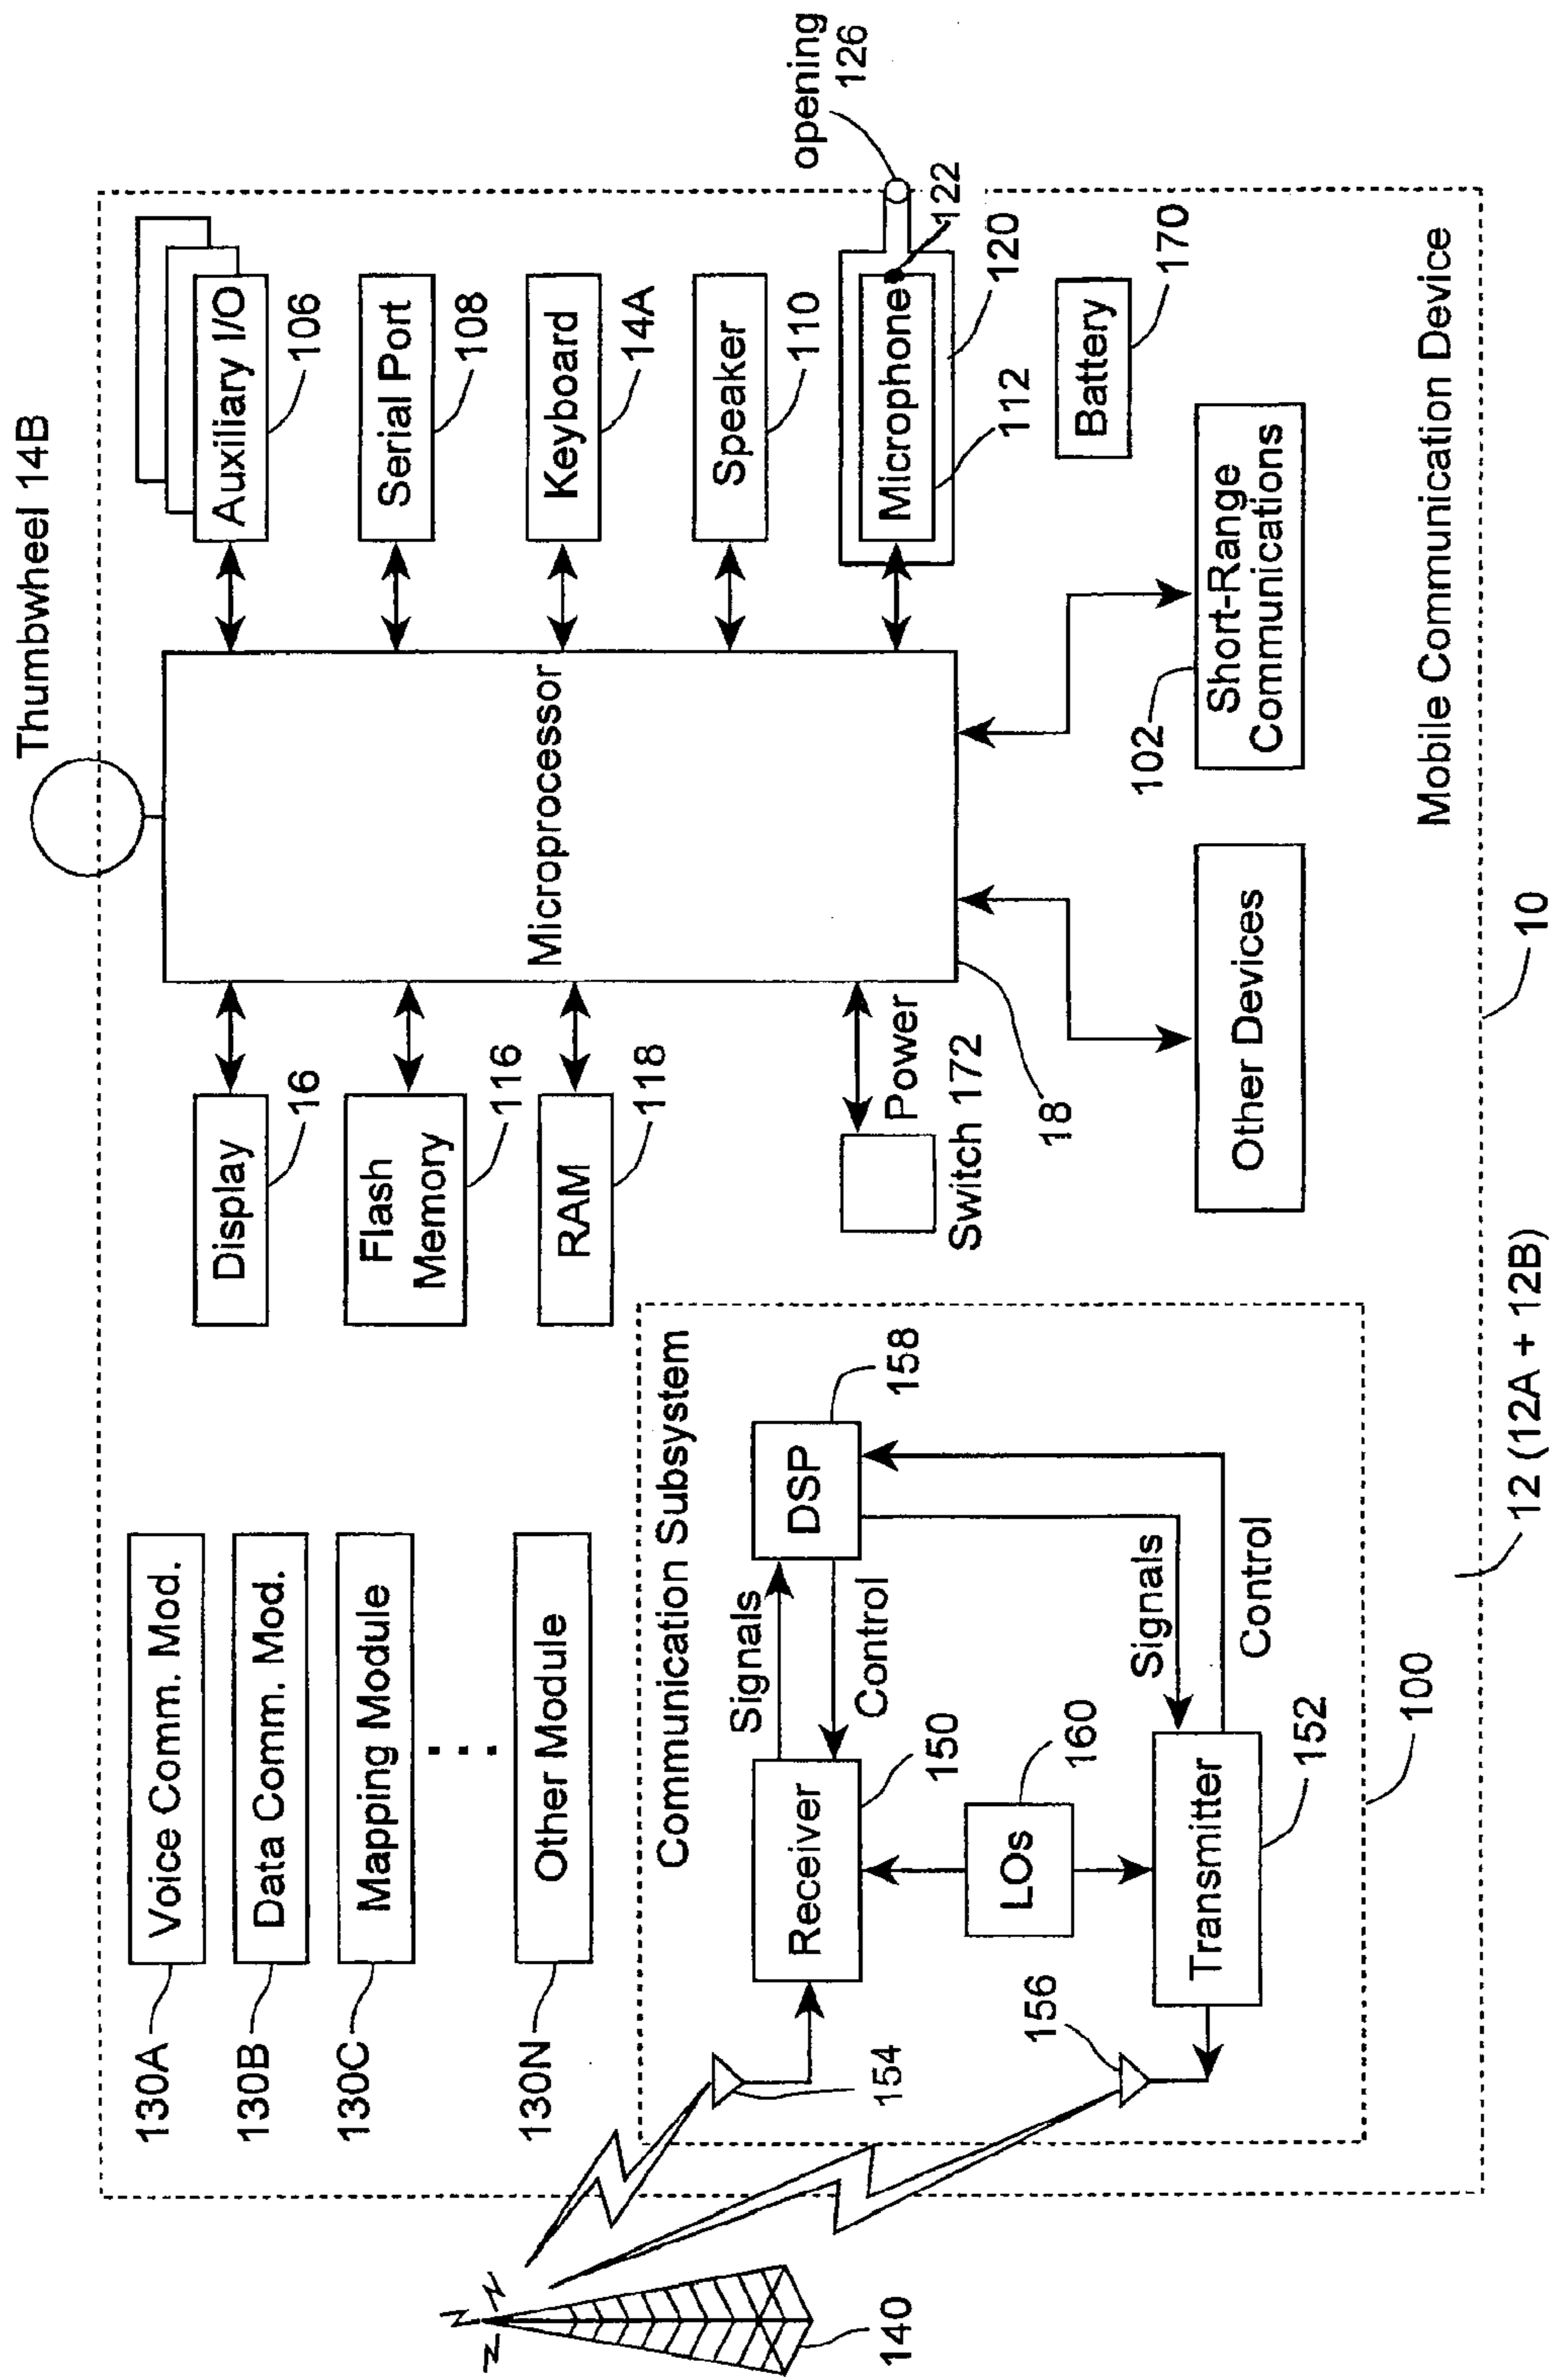 Thumbwheel 14B
130A
Voice Comm. Mod.
130B
Data Comm. Mod.
130C
Mapping Module
130N
Other Module
Display
16
Flash
Memory
116
RAM
118
Microprocessor
18
Power
Switch 172
Auxiliary I/O
106
Serial Port
108
Keyboard
14A
Speaker
110
Microphone
112
122
120
opening
126
Battery
170
Short-Range
Communications
102
Other Devices
Mobile Communication Device
Communication Subsystem
Receiver
150
Signals
Control
DSP
158
LOs
160
Signals
Control
Transmitter
152
154
156
140
100
12 (12A + 12B)
10